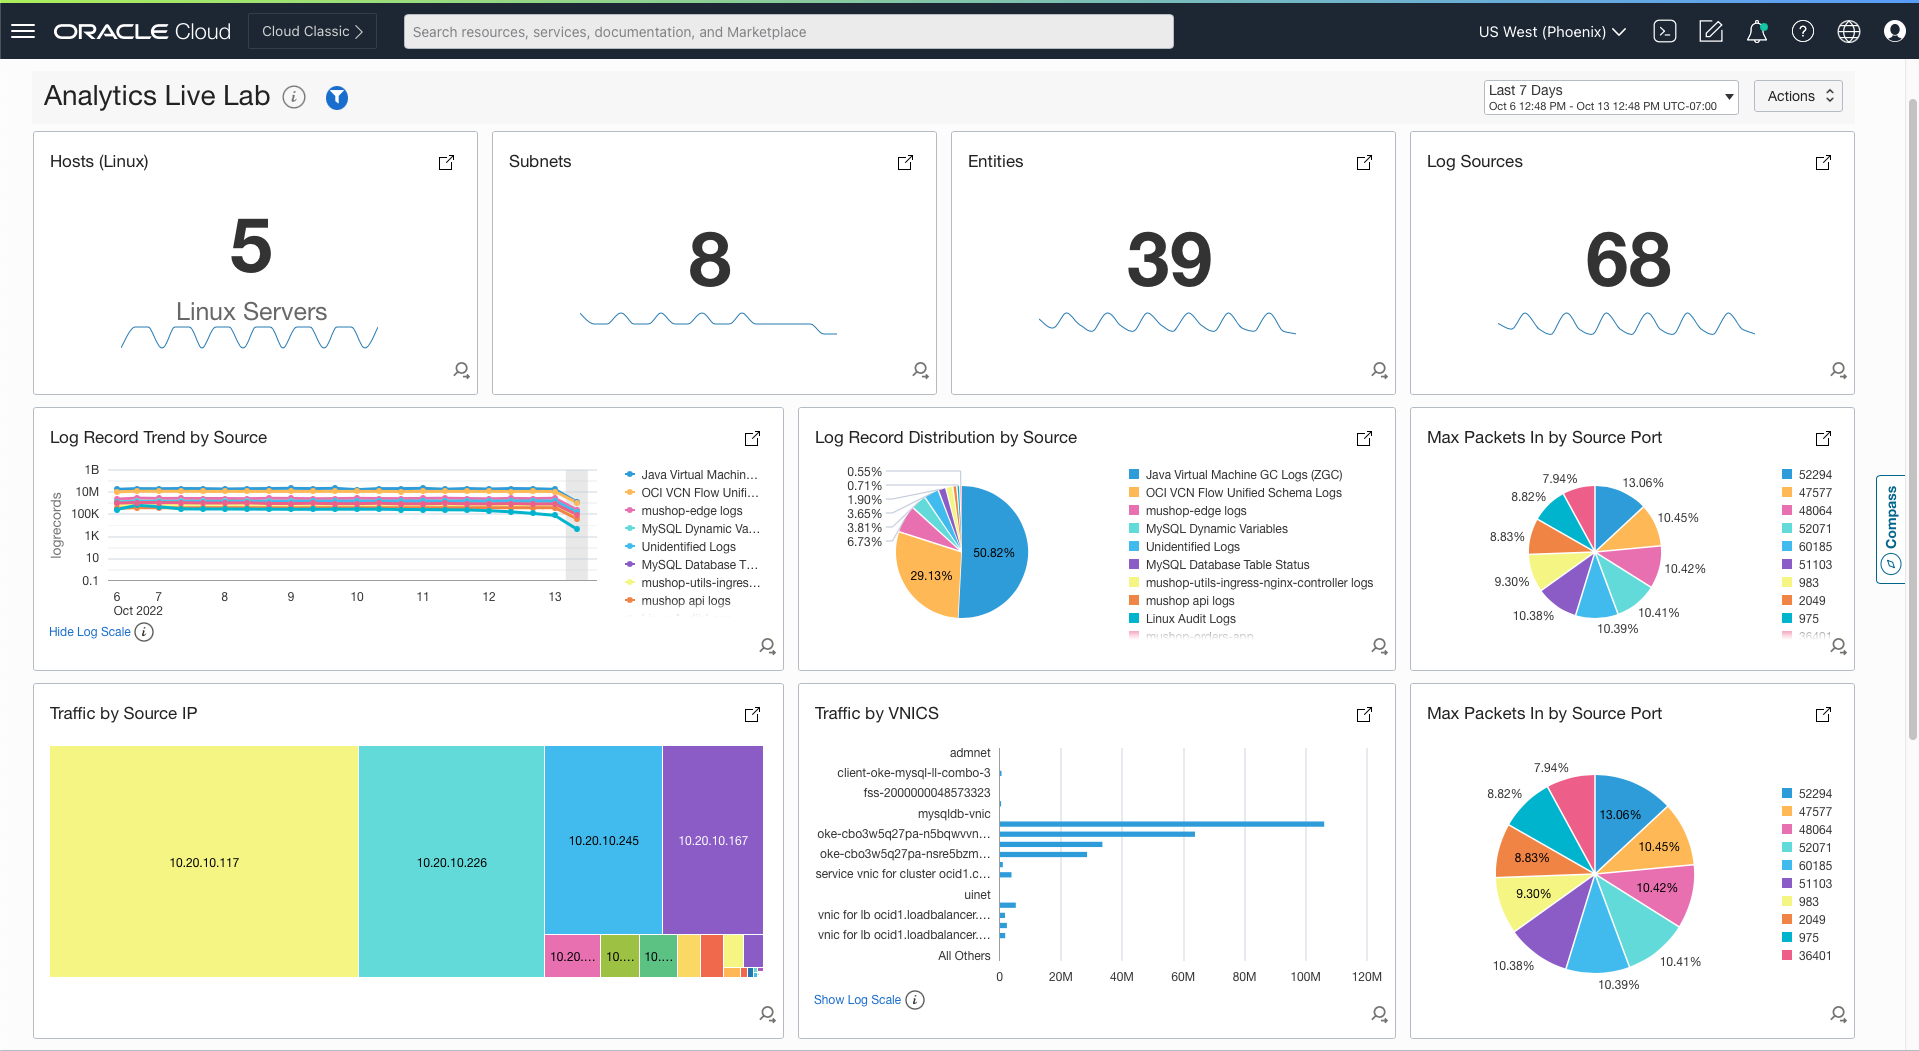 ORACLE Cloud
Cloud Classic
Search resources, services, documentation, and Marketplace
US West (Phoenix)
Analytics Live Lab
Last 7 Days
Oct 6 12:48 PM - Oct 13 12:48 PM UTC-07:00
Actions
Hosts (Linux)
5
Linux Servers
Subnets
8
Entities
39
Log Sources
68
Compass
Log Record Trend by Source
logrecords
1B
10M
100K
1K
10
0.1
6 7 8 9 10 11 12 13
Oct 2022
Java Virtual Machin...
OCI VCN Flow Unifi...
mushop-edge logs
MySQL Dynamic Va...
Unidentified Logs
MySQL Database T...
mushop-utils-ingres...
mushop api logs
Hide Log Scale
Log Record Distribution by Source
0.55%
0.71%
1.90%
3.65%
3.81%
6.73%
50.82%
29.13%
Java Virtual Machine GC Logs (ZGC)
OCI VCN Flow Unified Schema Logs
mushop-edge logs
MySQL Dynamic Variables
Unidentified Logs
MySQL Database Table Status
mushop-utils-ingress-nginx-controller logs
mushop api logs
Linux Audit Logs
mushop-orders-app
Max Packets In by Source Port
7.94%
13.06%
8.82%
10.45%
8.83%
10.42%
9.30%
10.41%
10.38%
10.39%
52294
47577
48064
52071
60185
51103
983
2049
975
36401
Traffic by Source IP
10.20.10.117
10.20.10.226
10.20.10.245
10.20.10.167
10.20....
10....
10....
Traffic by VNICS
admnet
client-oke-mysql-ll-combo-3
fss-2000000048573323
mysqldb-vnic
oke-cbo3w5q27pa-n5bqwvvn...
oke-cbo3w5q27pa-nsre5bzm...
service vnic for cluster ocid1.c...
uinet
vnic for lb ocid1.loadbalancer....
vnic for lb ocid1.loadbalancer....
All Others
0 20M 40M 60M 80M 100M 120M
Show Log Scale
Max Packets In by Source Port
7.94%
8.82%
13.06%
10.45%
8.83%
10.42%
9.30%
10.41%
10.38%
10.39%
52294
47577
48064
52071
60185
51103
983
2049
975
36401